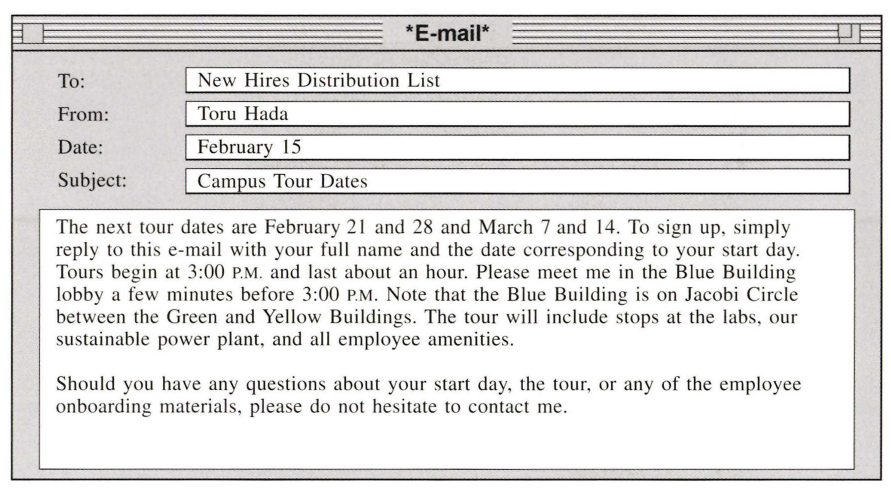 *E-mail*
To: New Hires Distribution List
From: Toru Hada
Date: February 15
Subject: Campus Tour Dates
The next tour dates are February 21 and 28 and March 7 and 14. To sign up, simply
reply to this e-mail with your full name and the date corresponding to your start day.
Tours begin at 3:00 P.M. and last about an hour. Please meet me in the Blue Building
lobby a few minutes before 3:00 P.M. Note that the Blue Building is on Jacobi Circle
between the Green and Yellow Buildings. The tour will include stops at the labs, our
sustainable power plant, and all employee amenities.
Should you have any questions about your start day, the tour, or any of the employee
onboarding materials, please do not hesitate to contact me.